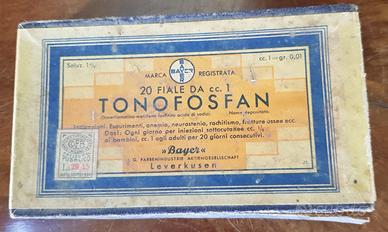 Soluz. 1%
BAYER
cc. 1 = gr. 0,01
MARCA REGISTRATA
20 FIALE DA cc. 1
TONOFOSFAN
Nome depositato.
Indicazioni: Esaurimenti, anemia, neurastenia, rachitismo, fratture ossee ecc.
Dosi: Ogni giorno per iniezioni sottocutanee cc. ½
ai bambini, cc. 1 agli adulti per 20 giorni consecutivi.
»Bayer«
I. G. FARBENINDUSTRIE AKTIENGESELLSCHAFT
Leverkusen